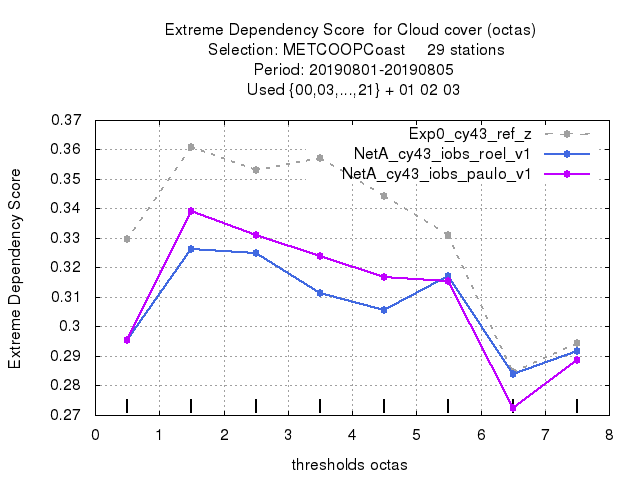 Extreme Dependency Score  for Cloud cover (octas)
Selection: METCOOPCoast     29 stations
Period: 20190801-20190805
Used {00,03,...,21} + 01 02 03
Exp0_cy43_ref_z
NetA_cy43_iobs_roel_v1
NetA_cy43_iobs_paulo_v1
Extreme Dependency Score
0.37
0.36
0.35
0.34
0.33
0.32
0.31
0.3
0.29
0.28
0.27
0 1 2 3 4 5 6 7 8
thresholds octas